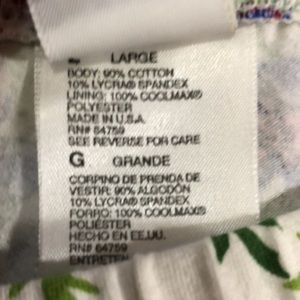 L LARGE
BODY: 90% COTTON
10% LYCRA® SPANDEX
LINING: 100% COOLMAX®
POLYESTER
MADE IN U.S.A.
RN# 64759
SEE REVERSE FOR CARE
G GRANDE
CORPINO DE PRENDA DE
VESTIR: 90% ALGODÓN
10% LYCRA® SPANDEX
FORRO: 100% COOLMAX®
POLIÉSTER
HECHO EN EE.UU.
RN# 64759
ENTRETEN